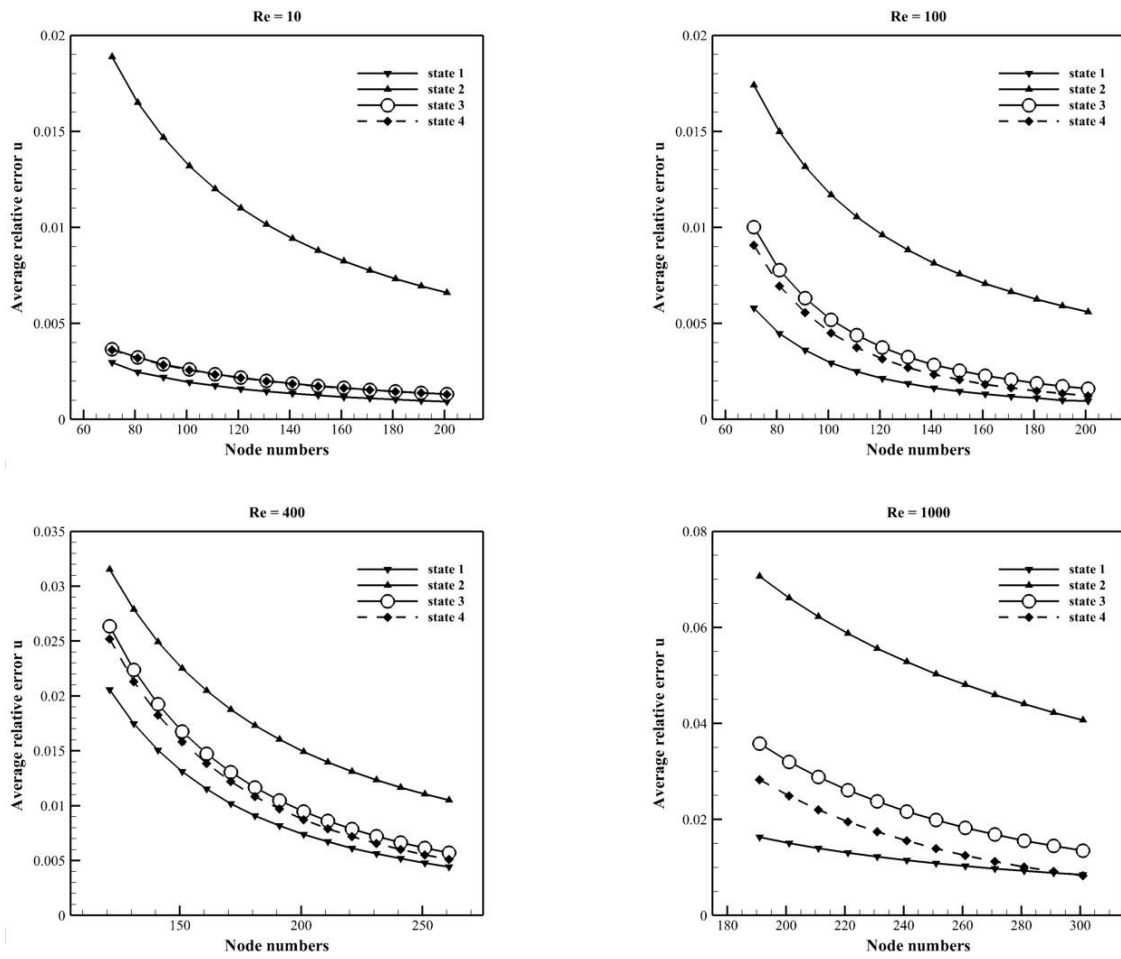 Re = 10
0.02
0.015
0.01
0.005
0
Average relative error u
state 1
state 2
state 3
state 4
60 80 100 120 140 160 180 200
Node numbers
Re = 100
0.02
0.015
0.01
0.005
0
Average relative error u
state 1
state 2
state 3
state 4
60 80 100 120 140 160 180 200
Node numbers
Re = 400
0.035
0.03
0.025
0.02
0.015
0.01
0.005
0
Average relative error u
state 1
state 2
state 3
state 4
150 200 250
Node numbers
Re = 1000
0.08
0.06
0.04
0.02
0
Average relative error u
state 1
state 2
state 3
state 4
180 200 220 240 260 280 300
Node numbers